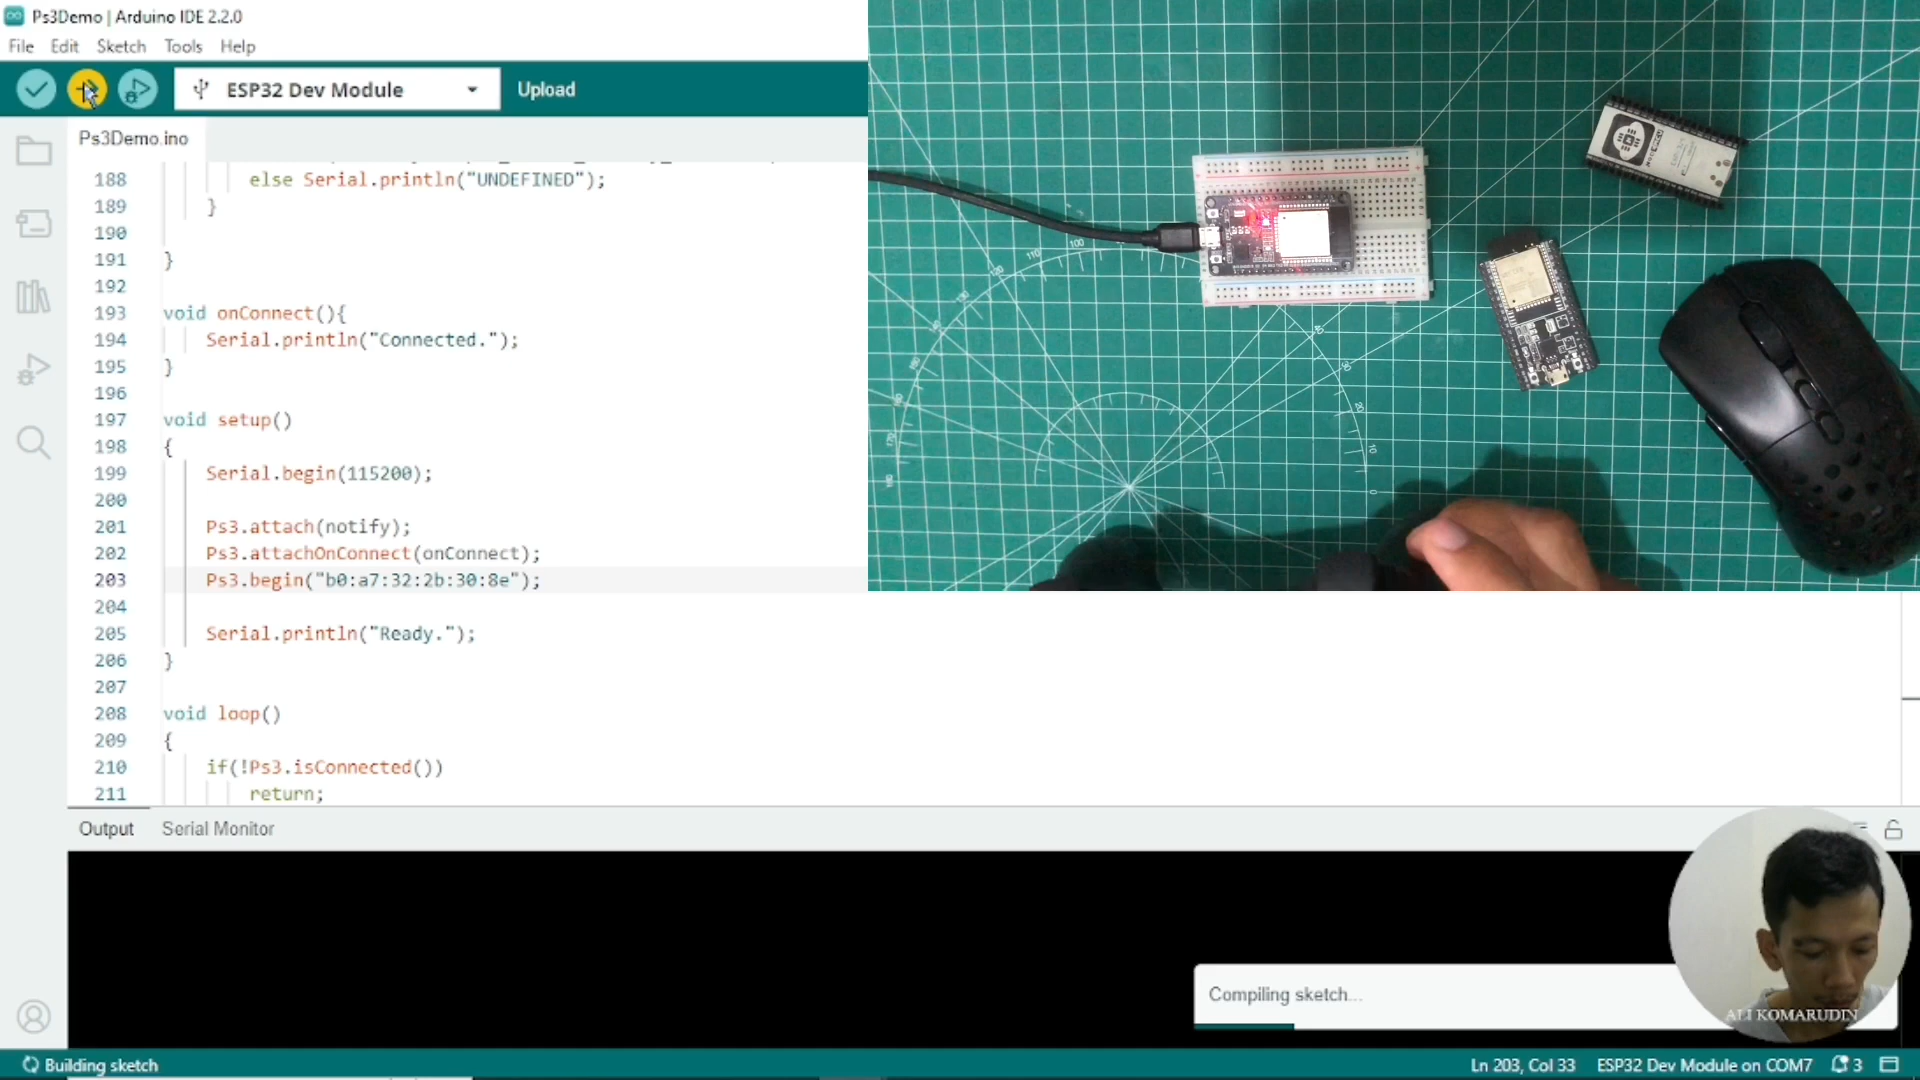 Ps3Demo | Arduino IDE 2.2.0
File Edit Sketch Tools Help
ESP32 Dev Module
Upload
Ps3Demo.ino
188 else Serial.println("UNDEFINED");
189 }
190
191 }
192
193 void onConnect(){
194 Serial.println("Connected.");
195 }
196
197 void setup()
198 {
199 Serial.begin(115200);
200
201 Ps3.attach(notify);
202 Ps3.attachOnConnect(onConnect);
203 Ps3.begin("b0:a7:32:2b:30:8e");
204
205 Serial.println("Ready.");
206 }
207
208 void loop()
209 {
210 if(!Ps3.isConnected())
211 return;
Output Serial Monitor
Compiling sketch...
ALI KOMARUDIN
Building sketch
Ln 203, Col 33 ESP32 Dev Module on COM7 3